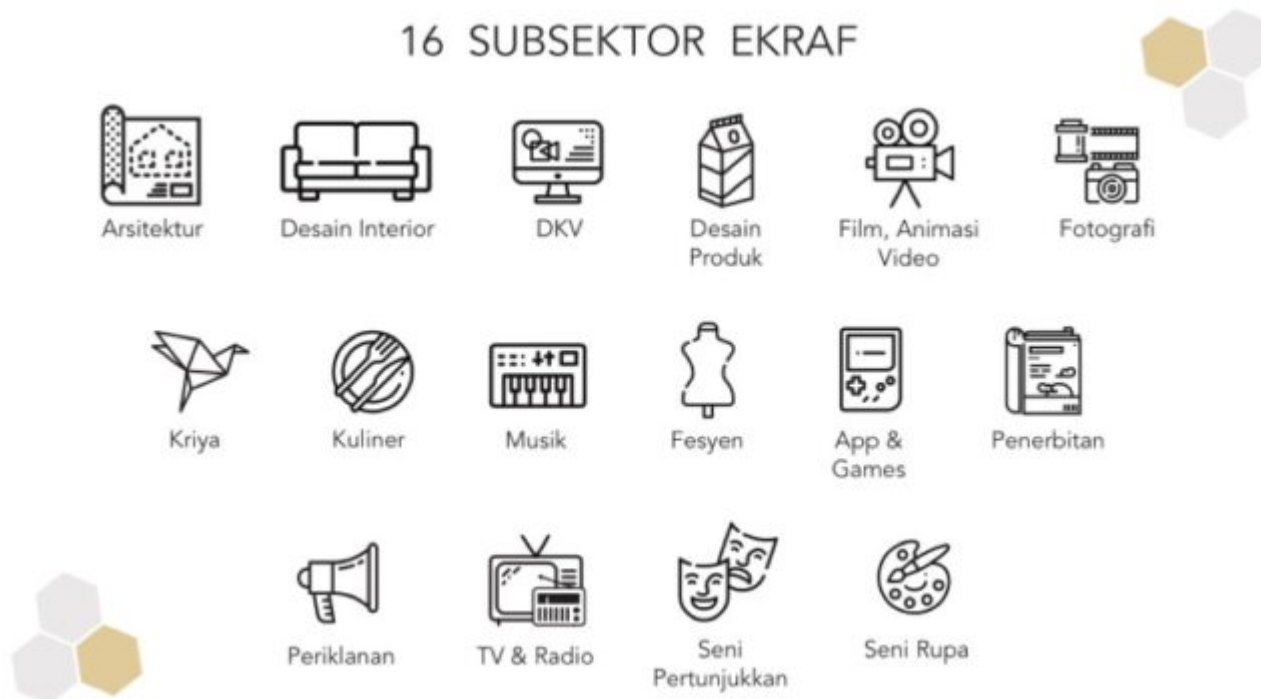 16 SUBSEKTOR EKRAF
Arsitektur
Desain Interior
DKV
Desain
Produk
Film, Animasi
Video
Fotografi
Kriya
Kuliner
Musik
Fesyen
App &
Games
Penerbitan
Periklanan
TV & Radio
Seni
Pertunjukkan
Seni Rupa